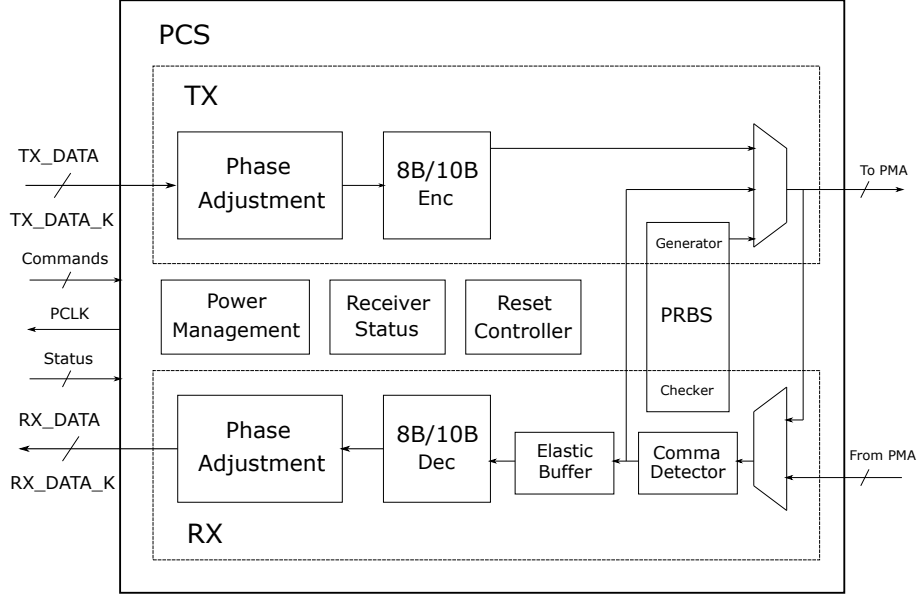 PCS
TX
TX_DATA
TX_DATA_K
Phase
Adjustment
8B/10B
Enc
To PMA
Commands
PCLK
Status
Power
Management
Receiver
Status
Reset
Controller
Generator
PRBS
Checker
RX_DATA
RX_DATA_K
Phase
Adjustment
8B/10B
Dec
Elastic
Buffer
Comma
Detector
From PMA
RX